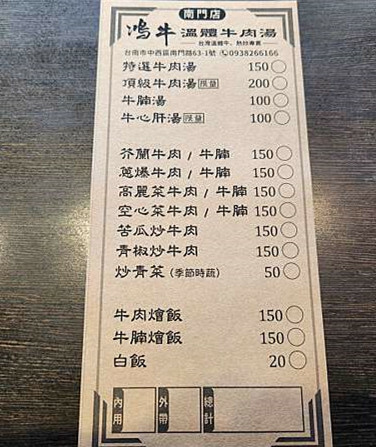 南門店
鴻牛溫體牛肉湯
台灣溫體牛、熱炒專賣
台南市中西區南門路63-1號 0938266166
特選牛肉湯 150
頂級牛肉湯 限量 200
牛腩湯 100
牛心肝湯 限量 100
芥蘭牛肉 / 牛腩 150
蔥爆牛肉 / 牛腩 150
高麗菜牛肉 / 牛腩 150
空心菜牛肉 / 牛腩 150
苦瓜炒牛肉 150
青椒炒牛肉 150
炒青菜 (季節時蔬) 50
牛肉燴飯 150
牛腩燴飯 150
白飯 20
內用 外帶 總計